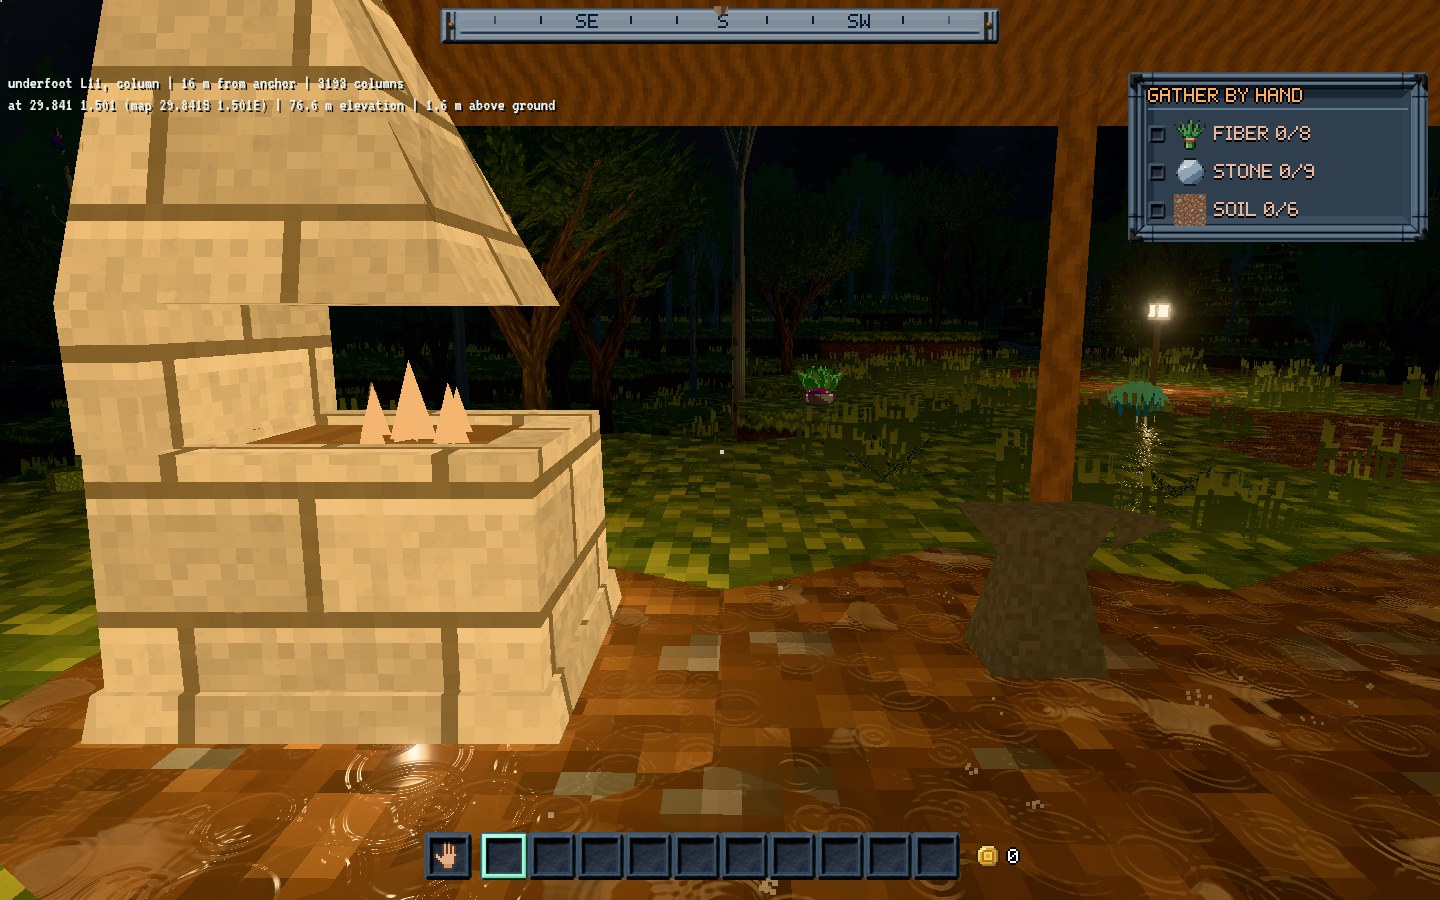 SE S SW
underfoot L11, column | 16 m from anchor | 3193 columns
at 29.841 1.501 (map 29.841S 1.501E) | 76.6 m elevation | 1.6 m above ground
GATHER BY HAND
FIBER 0/8
STONE 0/9
SOIL 0/6
0